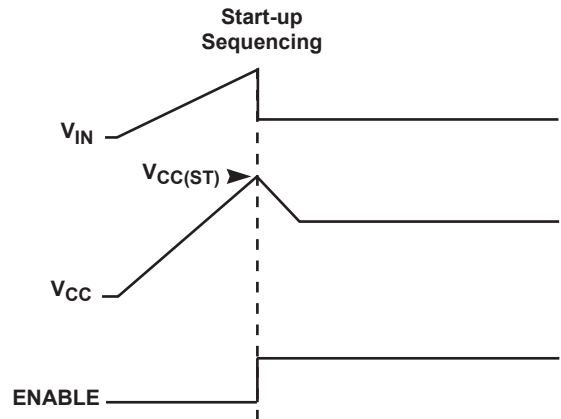 Start-up
Sequencing
VIN
VCC(ST)
VCC
ENABLE